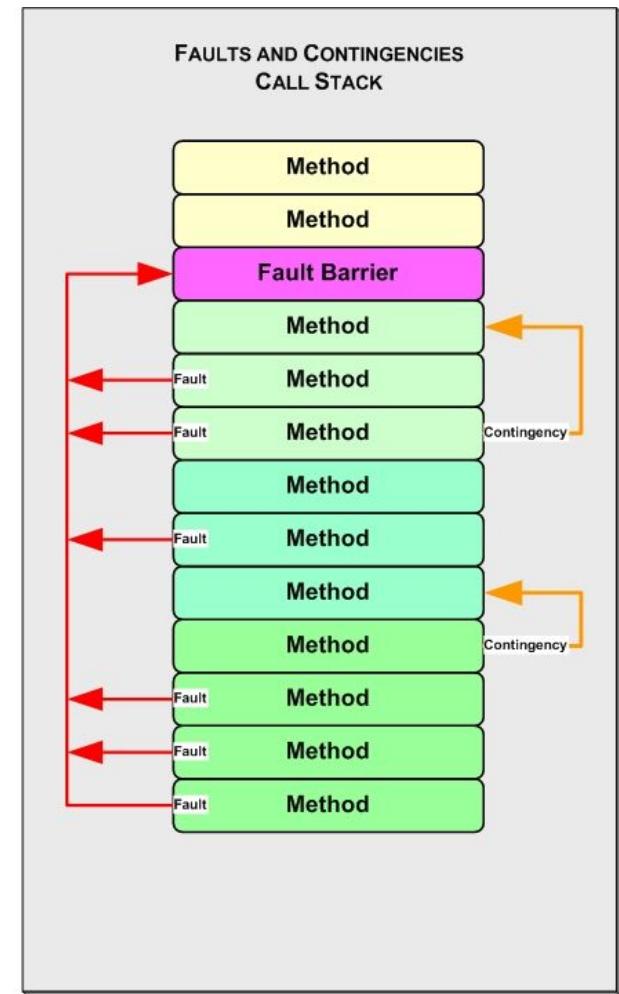 FAULTS AND CONTINGENCIES
CALL STACK
Method
Method
Fault Barrier
Method
Fault Method
Fault Method Contingency
Method
Fault Method
Method
Method Contingency
Fault Method
Fault Method
Fault Method